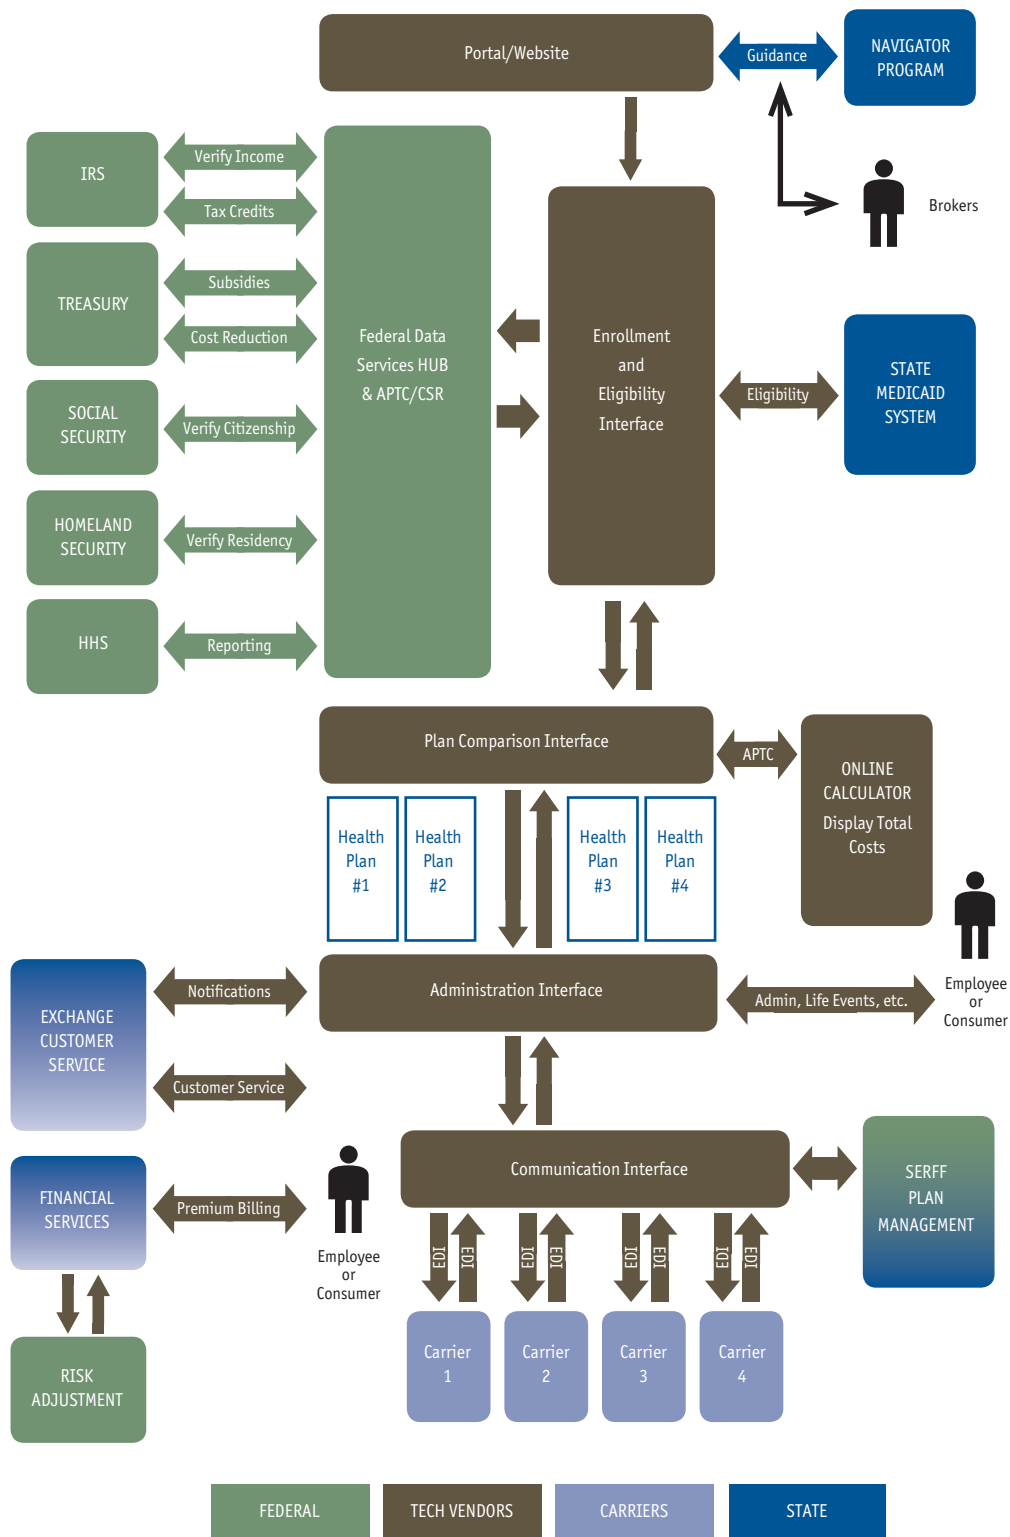 Portal/Website
Guidance
NAVIGATOR
PROGRAM
Brokers
IRS
Verify Income
Tax Credits
TREASURY
Subsidies
Cost Reduction
SOCIAL
SECURITY
Verify Citizenship
HOMELAND
SECURITY
Verify Residency
HHS
Reporting
Federal Data
Services HUB
& APTC/CSR
Enrollment
and
Eligibility
Interface
Eligibility
STATE
MEDICAID
SYSTEM
Plan Comparison Interface
APTC
ONLINE
CALCULATOR
Display Total
Costs
Health
Plan
#1
Health
Plan
#2
Health
Plan
#3
Health
Plan
#4
Employee
or
Consumer
EXCHANGE
CUSTOMER
SERVICE
Notifications
Administration Interface
Admin, Life Events, etc.
Customer Service
Communication Interface
SERFF
PLAN
MANAGEMENT
FINANCIAL
SERVICES
Premium Billing
Employee
or
Consumer
EDI
EDI
EDI
EDI
EDI
EDI
EDI
EDI
RISK
ADJUSTMENT
Carrier
1
Carrier
2
Carrier
3
Carrier
4
FEDERAL
TECH VENDORS
CARRIERS
STATE